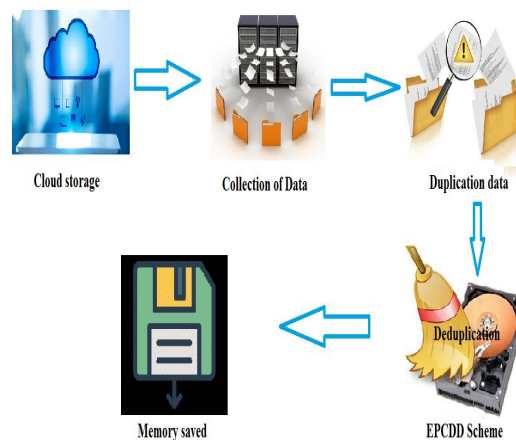 Cloud storage
Collection of Data
Duplication data
Deduplication
EPCDD Scheme
Memory saved